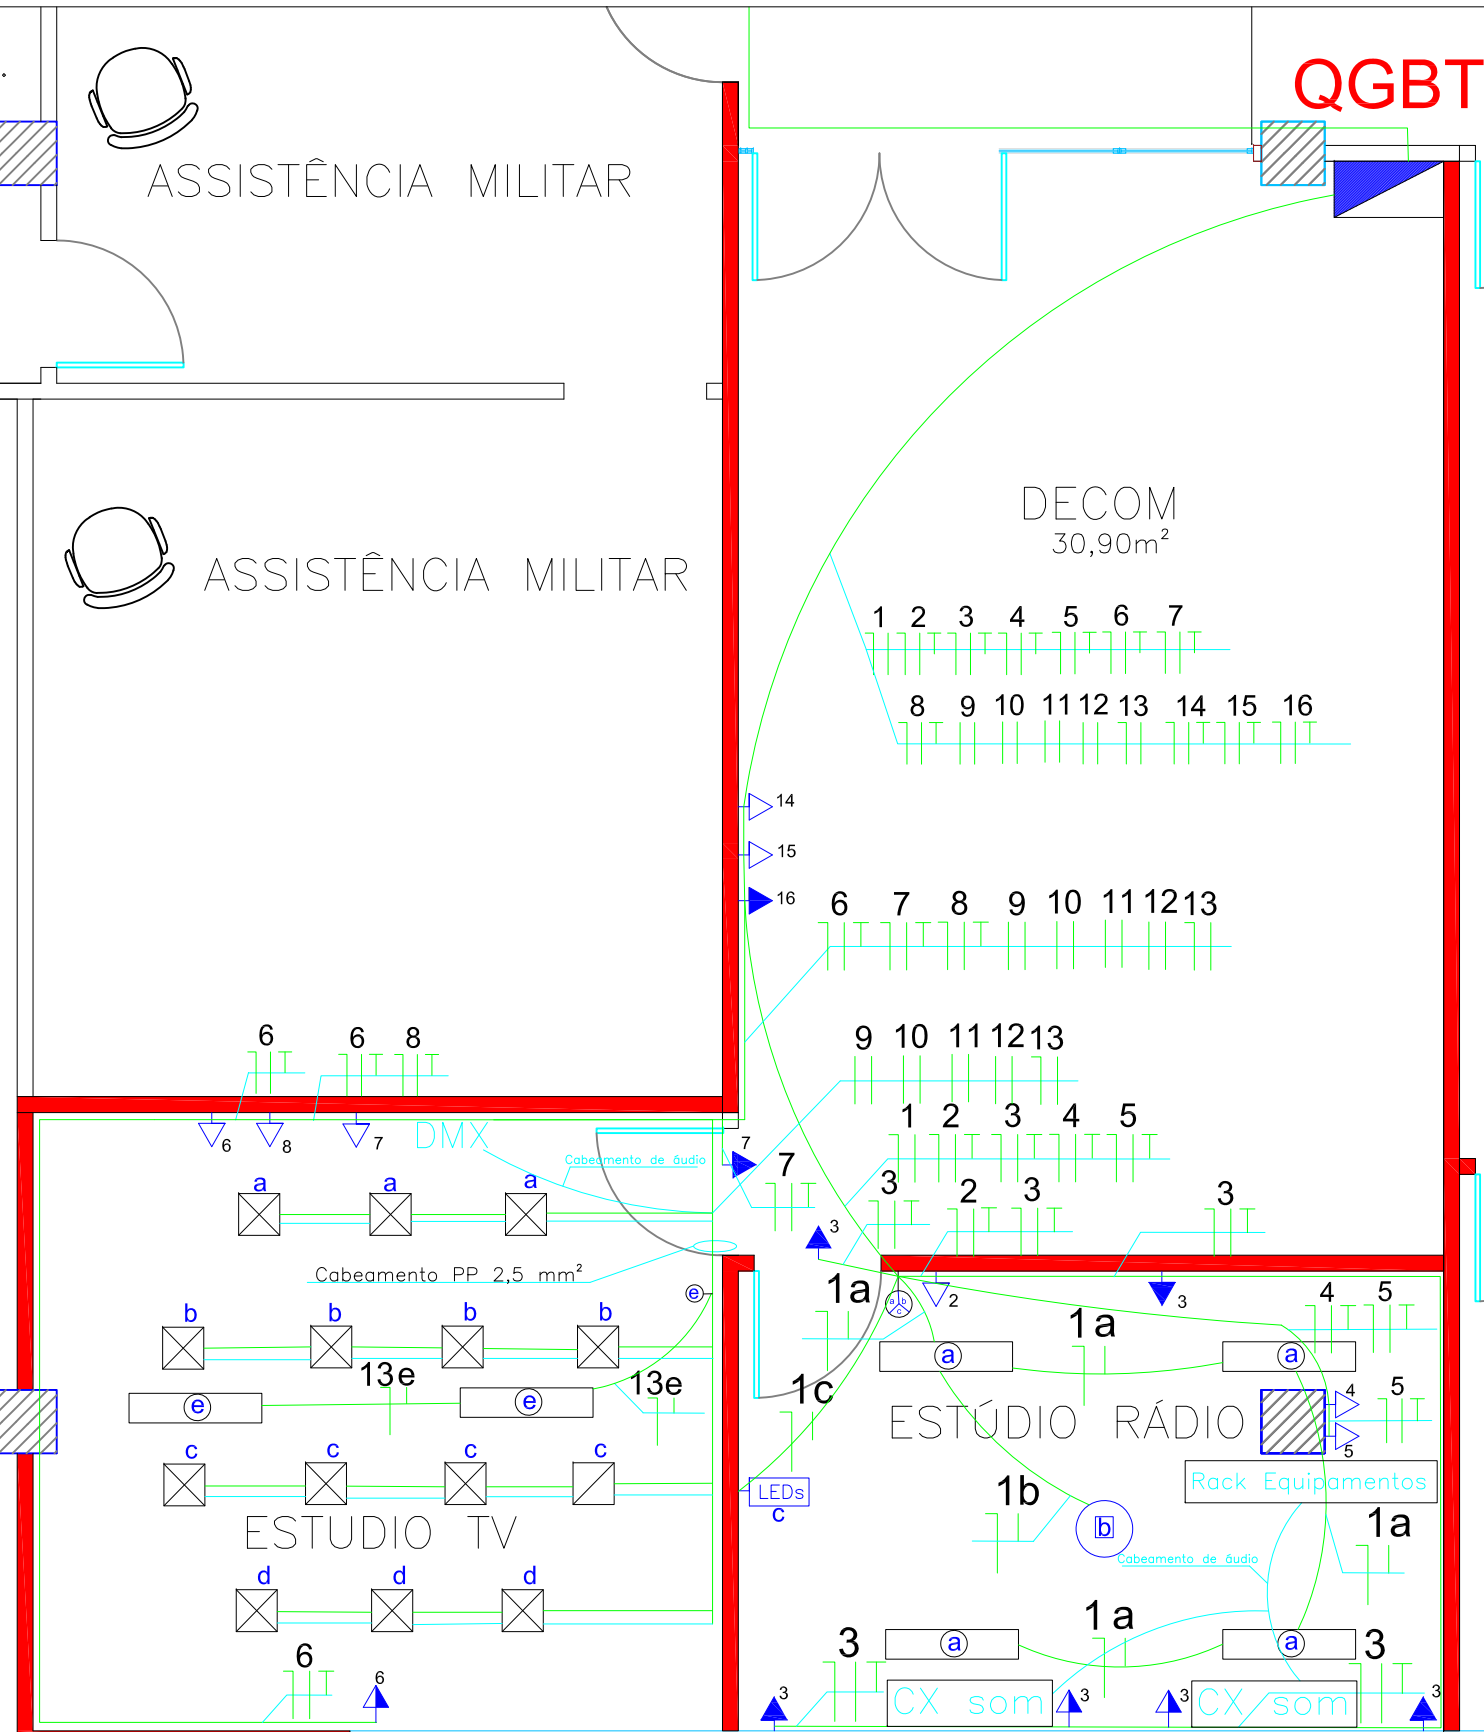 QGBT
ASSISTÊNCIA MILITAR
DECOM
30,90m²
ASSISTÊNCIA MILITAR
1 2 3 4 5 6 7
8 9 10 11 12 13 14 15 16
14
15
16
6 7 8 9 10 11 12 13
6 6 8
9 10 11 12 13
1 2 3 4 5
6 8 7
DMX
Cabeamento de áudio
7
7
3 2 3 3
a a a
3
Cabeamento PP 2,5 mm²
e
1a
a b c
2
3
4 5
b b b b
1a
a a
13e 13e
1c
5
4
5
e e
ESTÚDIO RÁDIO
c c c c
LEDs
c
Rack Equipamentos
1b
b
1a
ESTUDIO TV
Cabeamento de áudio
d d d
1a
a a
6
6
3 3
CX som CX som
3 3 3 3